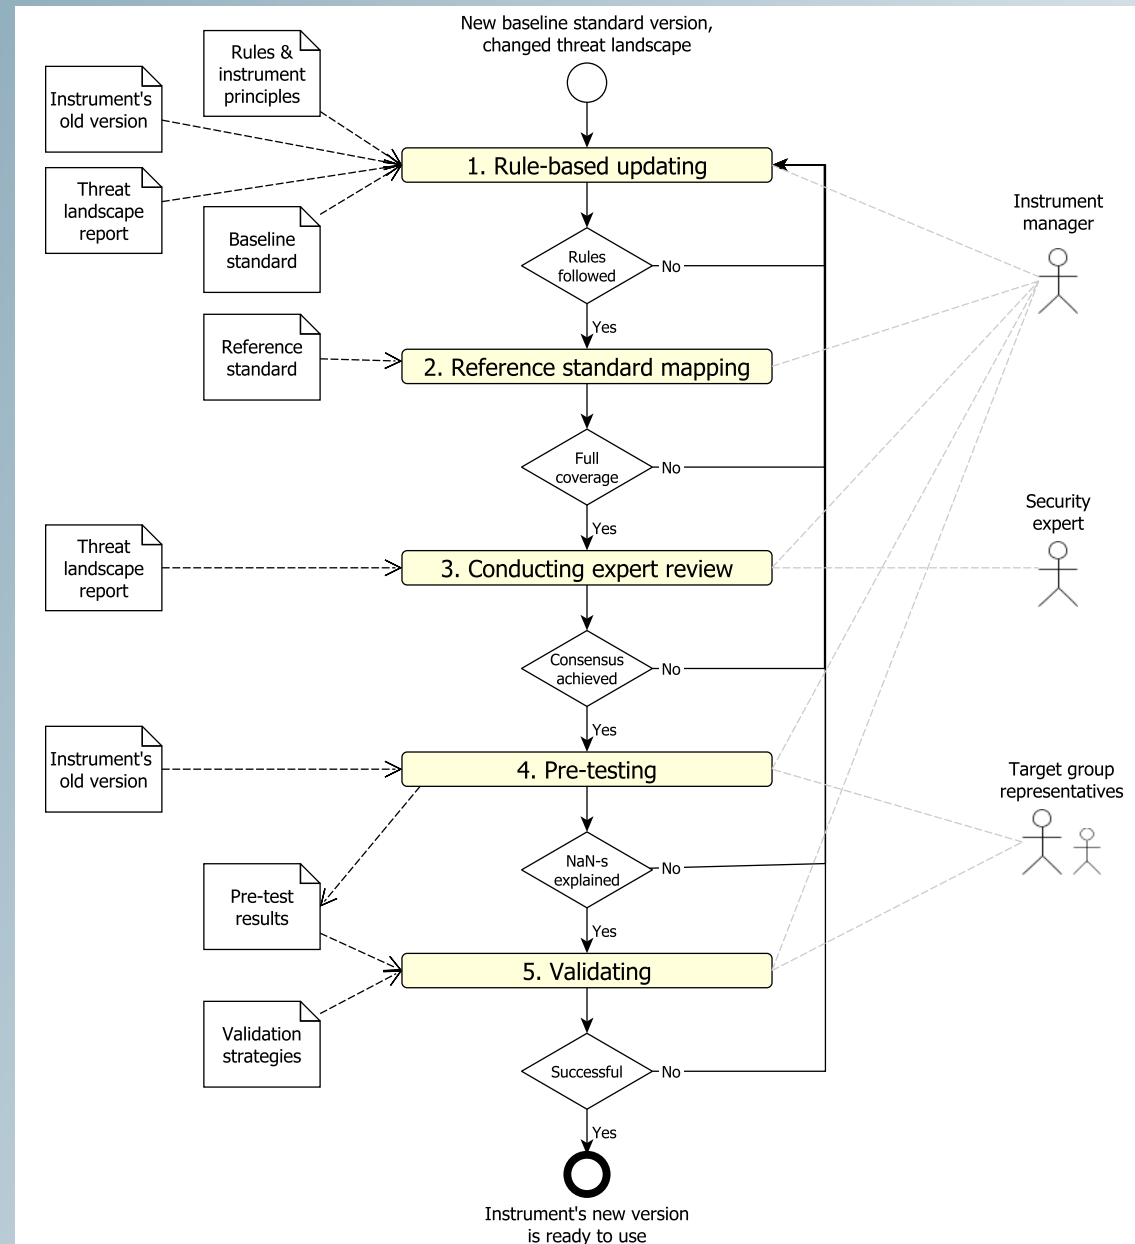 New baseline standard version,
changed threat landscape
Rules &
instrument
principles
Instrument's
old version
Threat
landscape
report
Baseline
standard
1. Rule-based updating
Instrument
manager
Rules
followed
No
Yes
Reference
standard
2. Reference standard mapping
Full
coverage
No
Yes
Security
expert
Threat
landscape
report
3. Conducting expert review
Consensus
achieved
No
Yes
Instrument's
old version
4. Pre-testing
Target group
representatives
NaN-s
explained
No
Yes
Pre-test
results
5. Validating
Validation
strategies
Successful
No
Yes
Instrument's new version
is ready to use